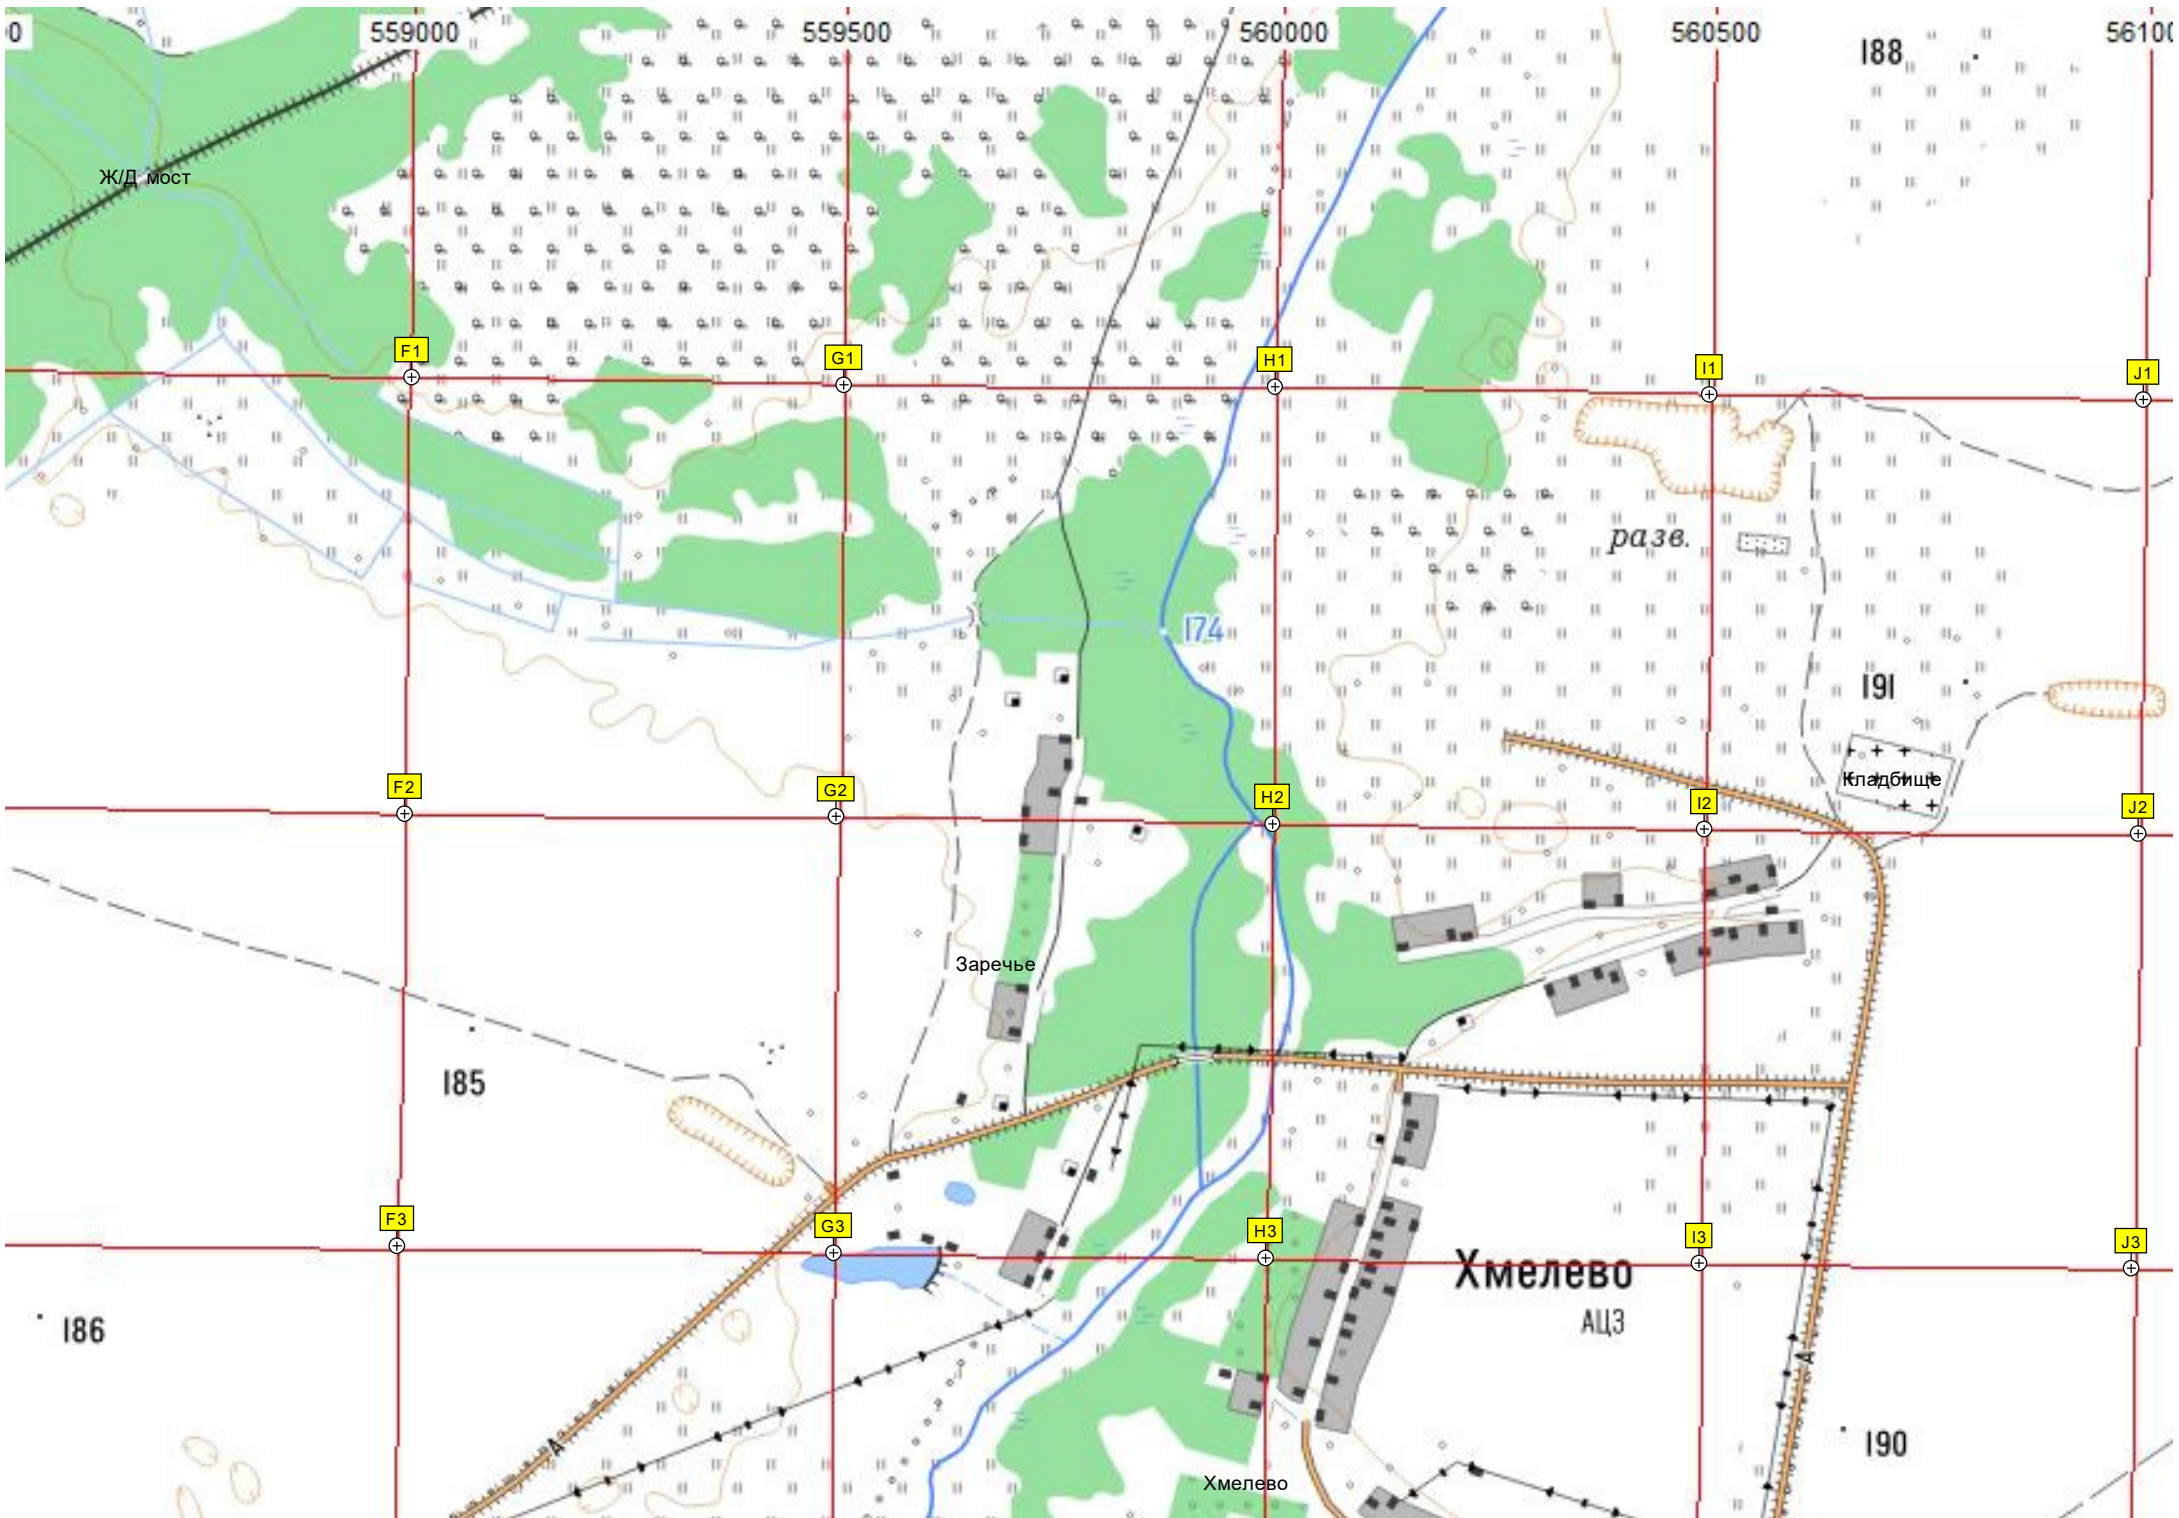 0
559000
559500
560000
560500
56100
188
Ж/Д мост
F1
G1
H1
I1
J1
разв.
174
191
Кладбище
F2
G2
H2
I2
J2
Заречье
185
F3
G3
H3
I3
J3
Хмелево
АЦЗ
186
А
А
190
Хмелево